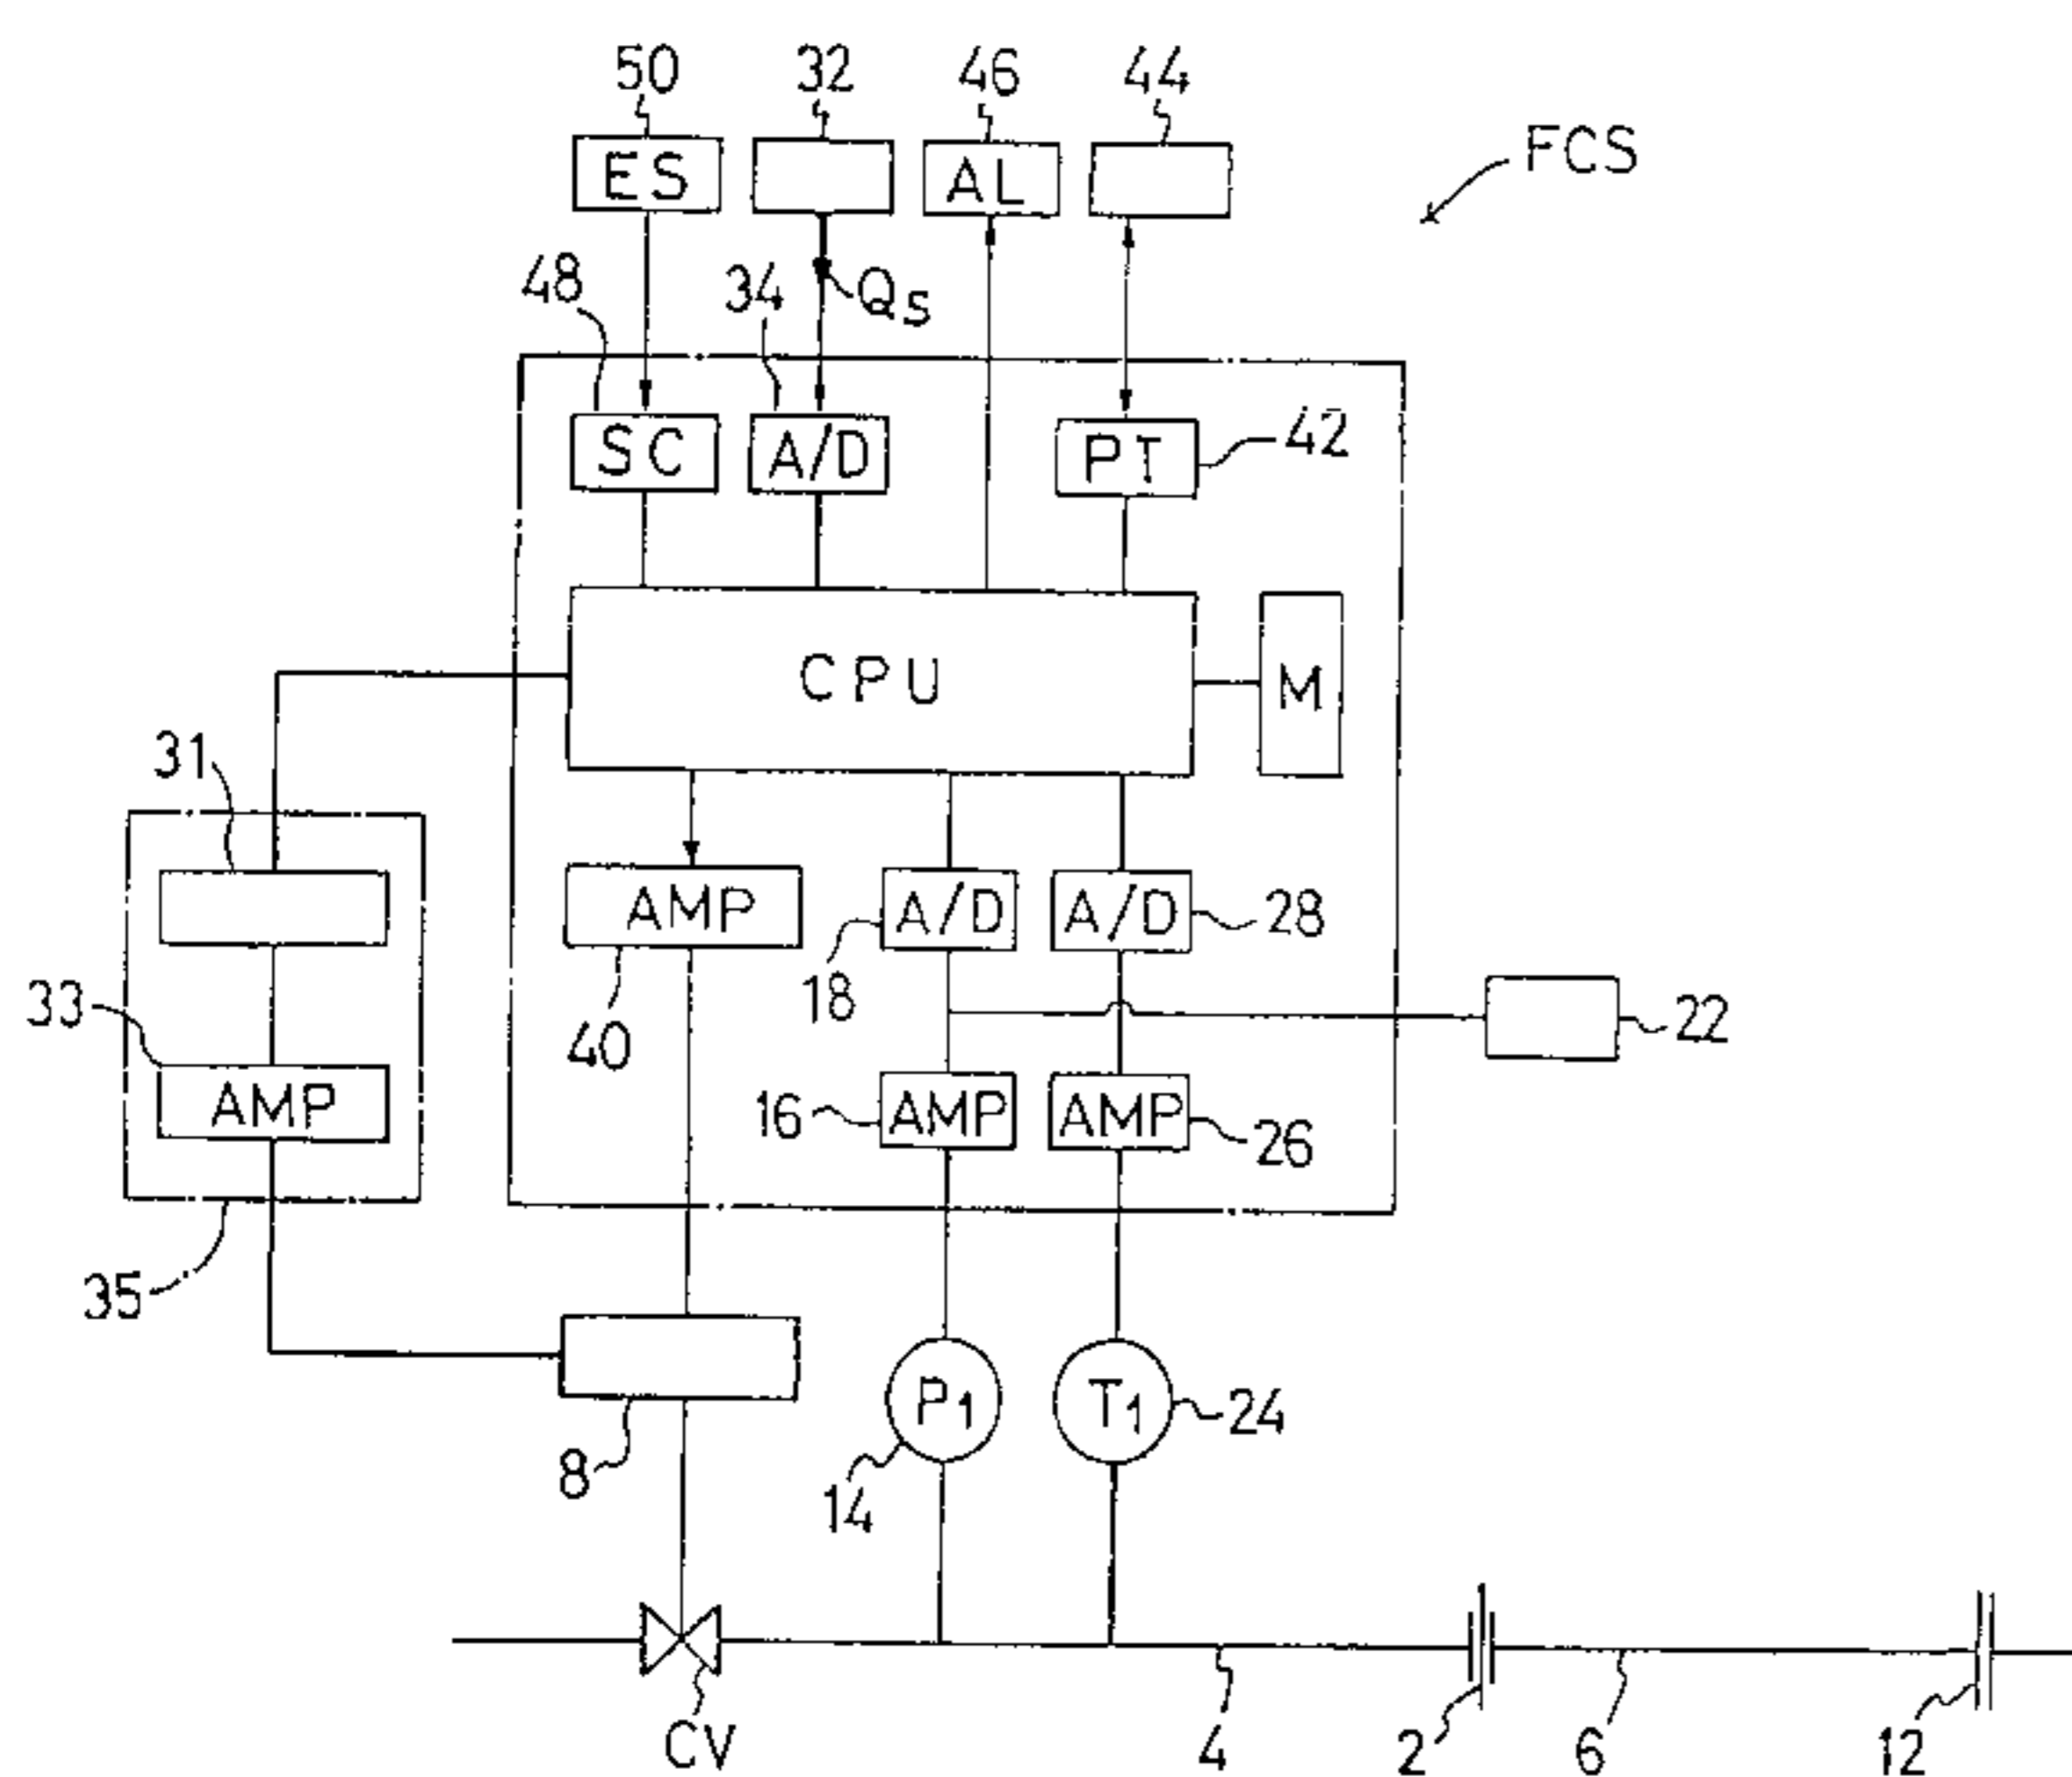 50 32 46 44
FCS
ES AL
48 34 QS
SC A/D PT 42
CPU M
31
AMP A/D A/D 28
33 40 18 22
AMP 16 AMP AMP 26
35
P1 T1 24
8 14
CV 4 2 6 12